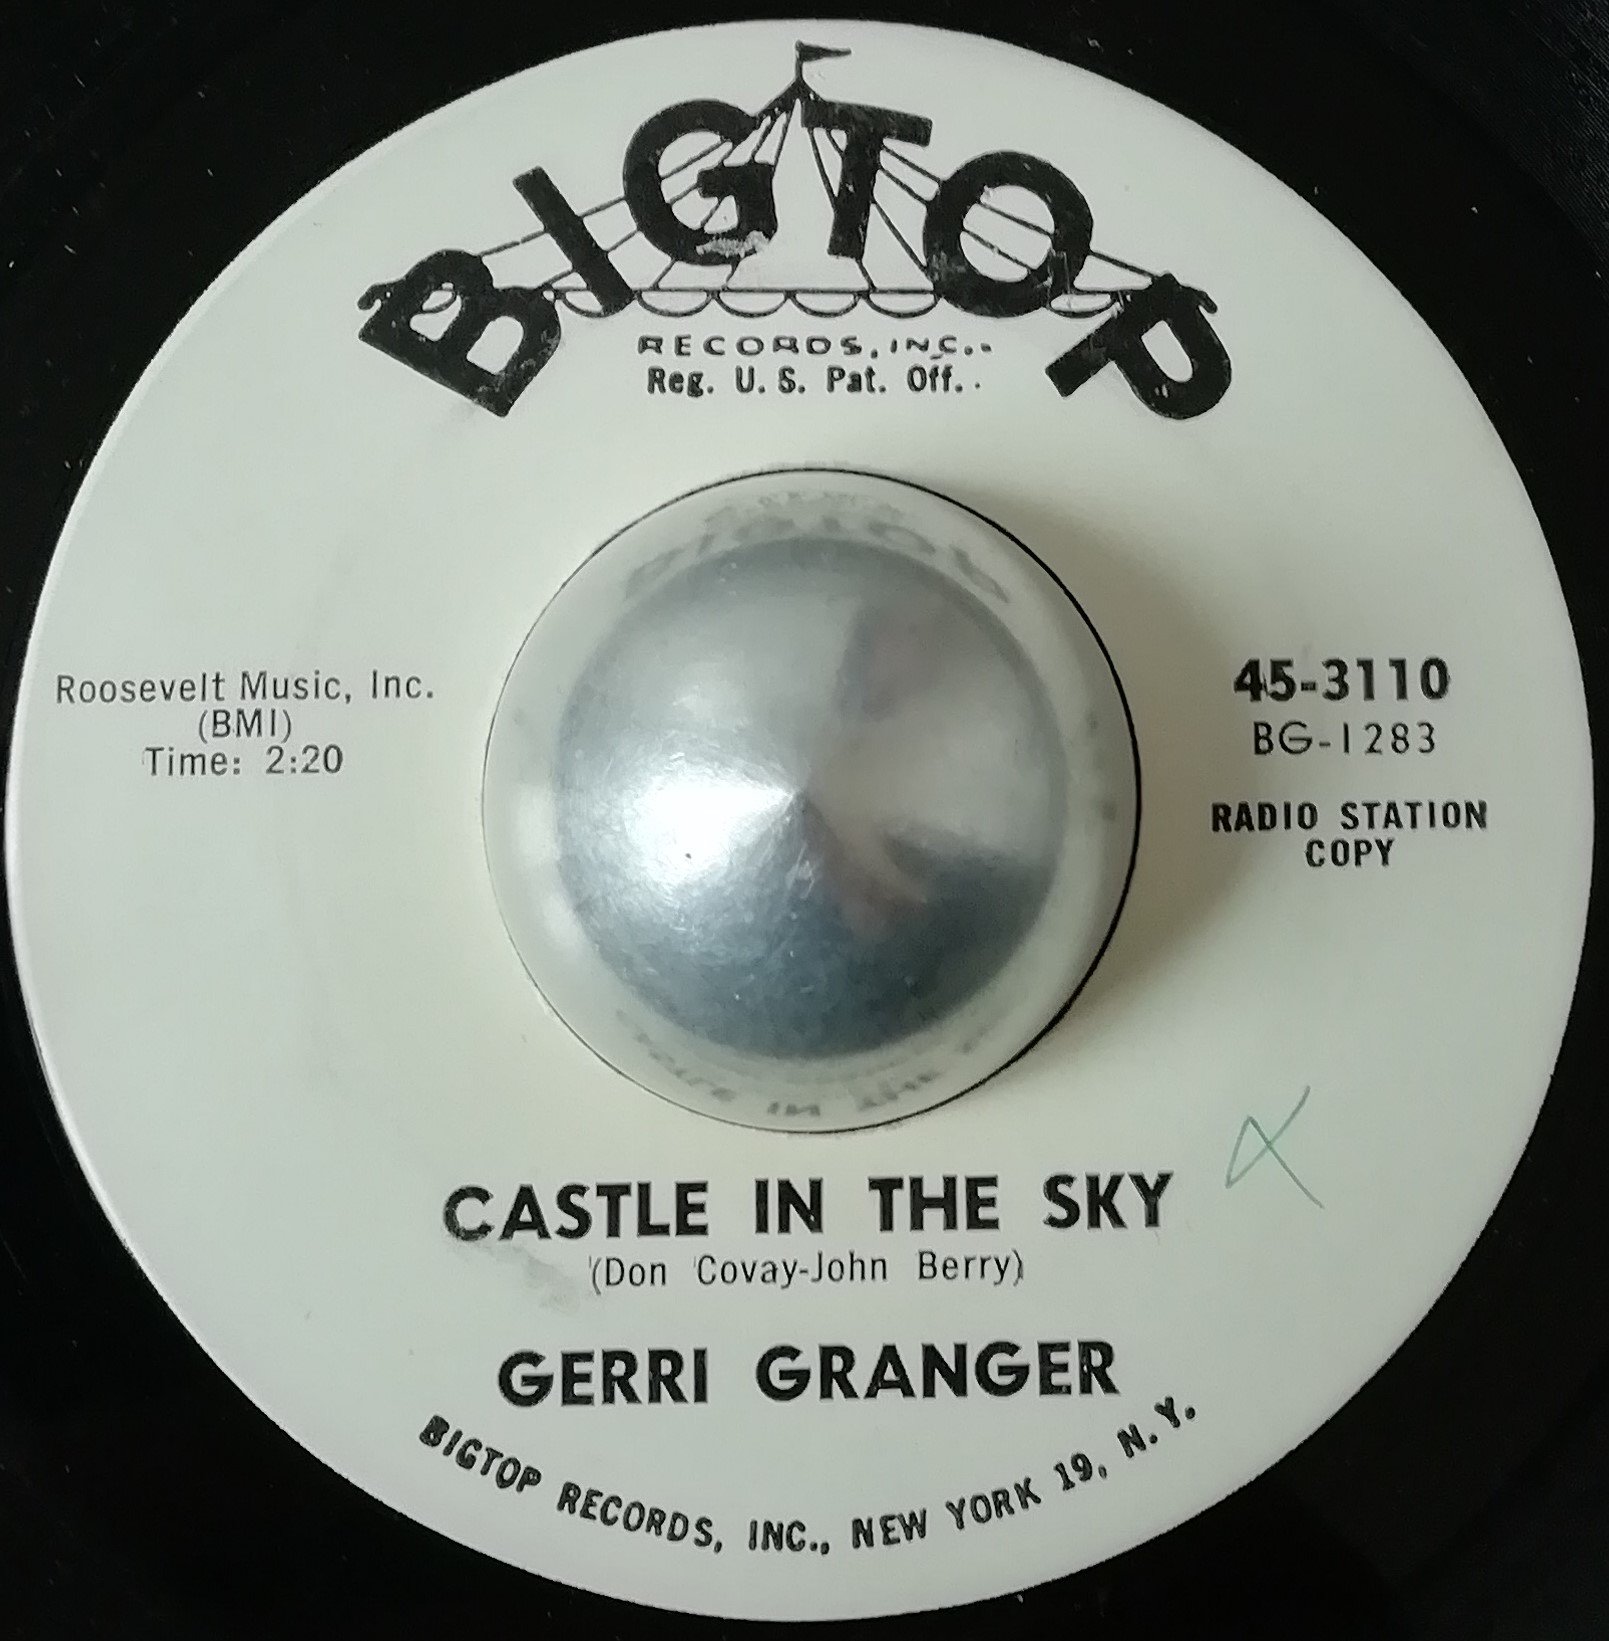 BIGTOP
RECORDS, INC.
Reg. U.S. Pat. Off.
Roosevelt Music, Inc.
(BMI)
Time: 2:20
45-3110
BG-1283
RADIO STATION
COPY
CASTLE IN THE SKY
(Don Covay-John Berry)
GERRI GRANGER
BIGTOP RECORDS, INC., NEW YORK 19, N.Y.